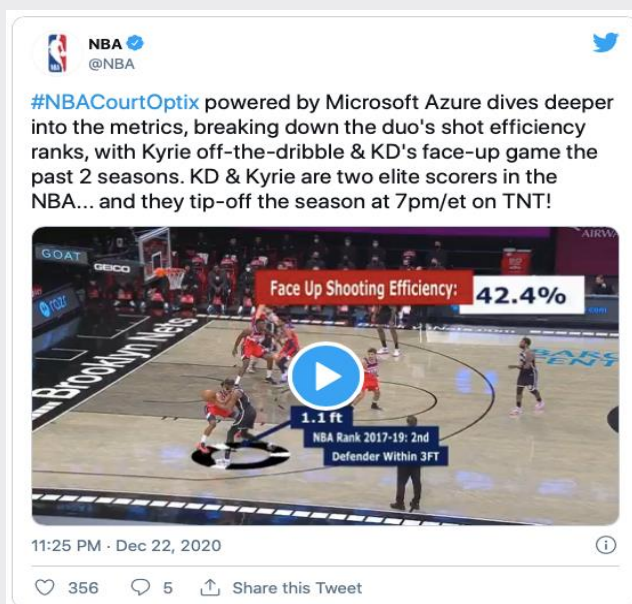 NBA
@NBA
#NBACourtOptix powered by Microsoft Azure dives deeper
into the metrics, breaking down the duo's shot efficiency
ranks, with Kyrie off-the-dribble & KD's face-up game the
past 2 seasons. KD & Kyrie are two elite scorers in the
NBA... and they tip-off the season at 7pm/et on TNT!
GOAT
GEICO
Face Up Shooting Efficiency:
42.4%
Brooklyn Nets
1.1 ft
NBA Rank 2017-19: 2nd
Defender Within 3FT
11:25 PM · Dec 22, 2020
356
5
Share this Tweet